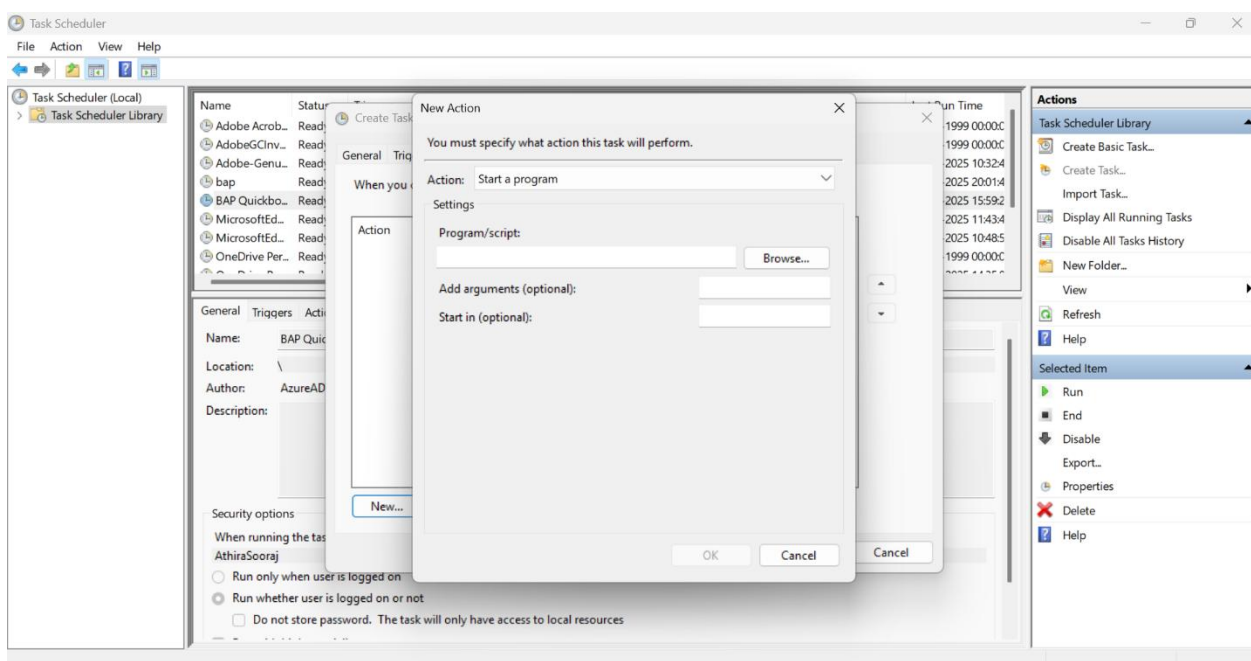 Task Scheduler
File Action View Help
Task Scheduler (Local)
Task Scheduler Library
Name Status
Adobe Acrob... Ready
AdobeGCInv... Ready
Adobe-Genu... Ready
bap Ready
BAP Quickbo... Ready
MicrosoftEd... Ready
MicrosoftEd... Ready
OneDrive Per... Ready
Run Time
1999 00:00:0
1999 00:00:0
2025 10:32:4
2025 20:01:4
2025 15:59:2
2025 11:43:4
2025 10:48:5
1999 00:00:0
General Triggers Acti
Name: BAP Quic
Location: \
Author: AzureAD
Description:
Security options
When running the tas
AthiraSooraj
Run only when user is logged on
Run whether user is logged on or not
Do not store password. The task will only have access to local resources
Create Task
General Trig
When you
Action
New...
Cancel
New Action
You must specify what action this task will perform.
Action: Start a program
Settings
Program/script:
Browse...
Add arguments (optional):
Start in (optional):
OK Cancel
Actions
Task Scheduler Library
Create Basic Task...
Create Task...
Import Task...
Display All Running Tasks
Disable All Tasks History
New Folder...
View
Refresh
Help
Selected Item
Run
End
Disable
Export...
Properties
Delete
Help